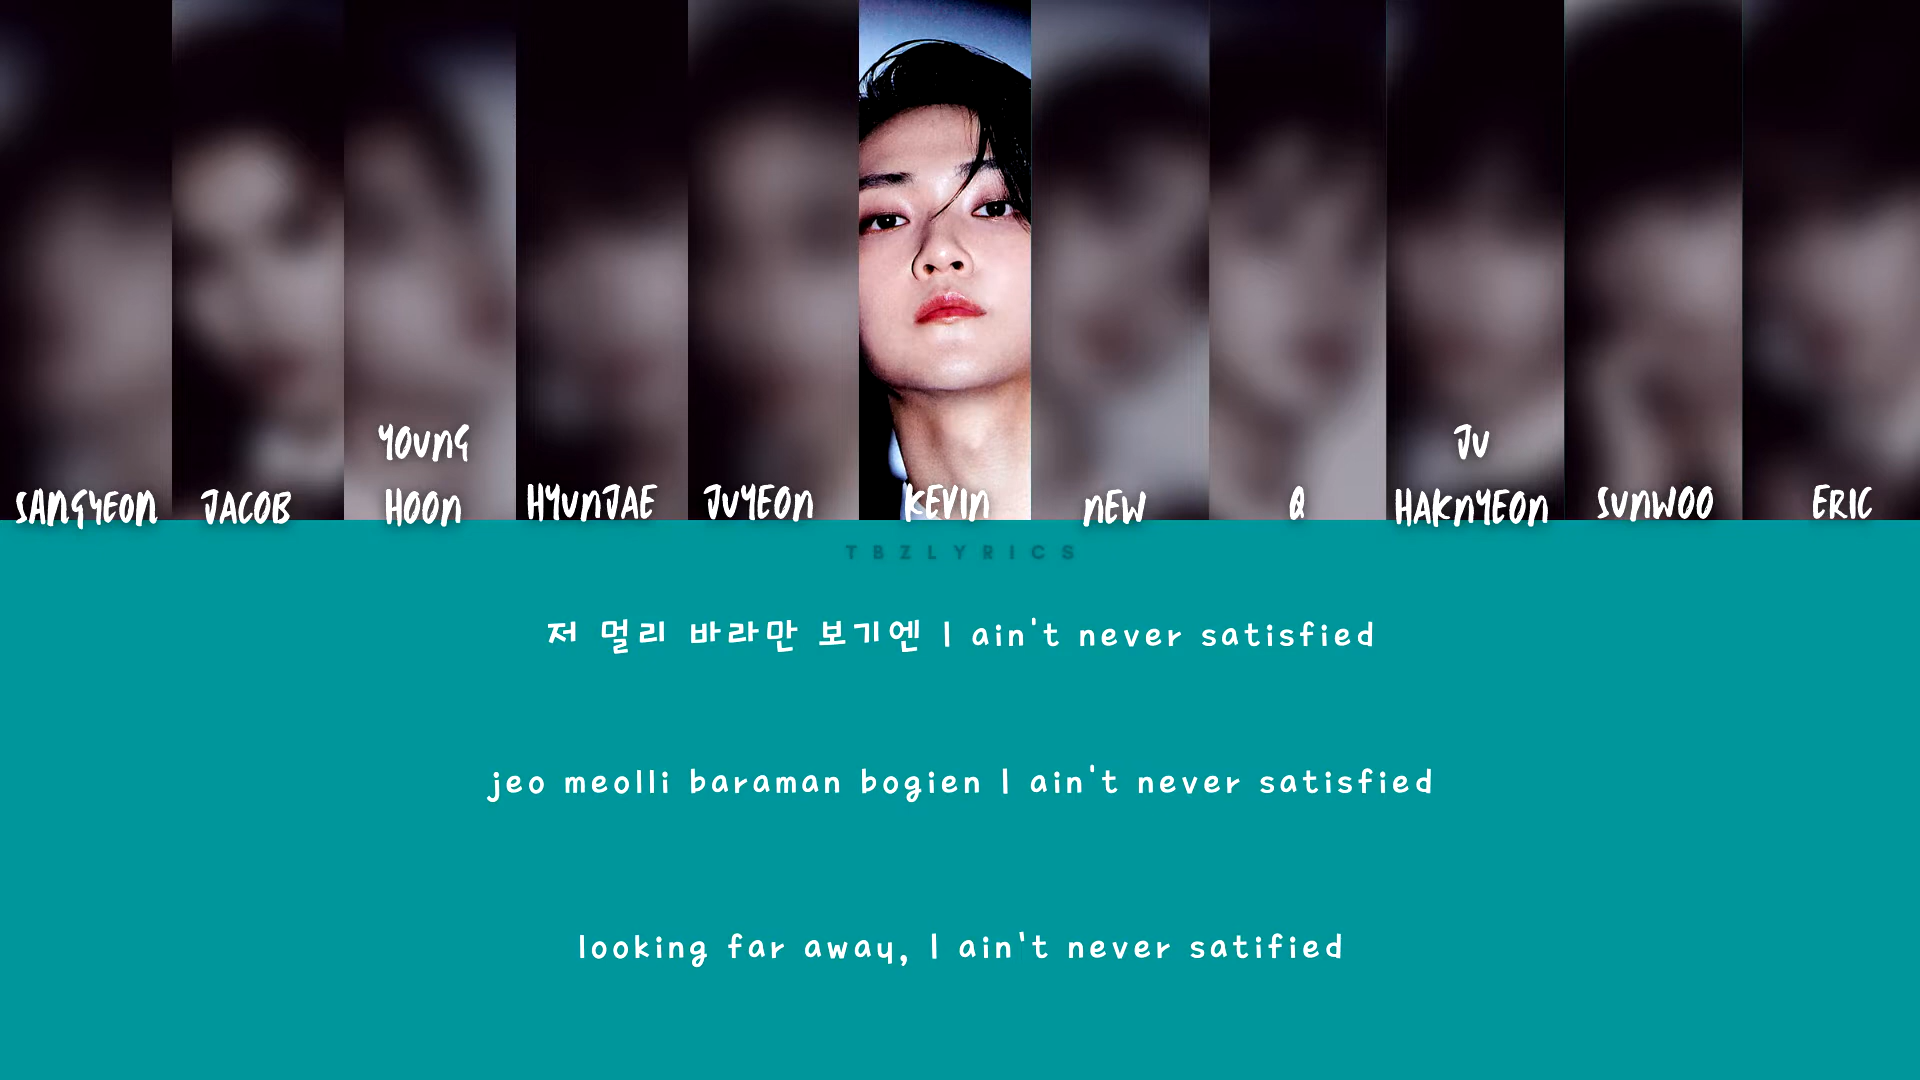 SANGYEON JACOB YOUNG HOON HYUNJAE JUYEON KEVIN NEW Q JU HAKNYEON SUNWOO ERIC
TBZLYRICS
저 멀리 바라만 보기엔 I ain't never satisfied
jeo meolli baraman bogien I ain't never satisfied
looking far away, I ain't never satified